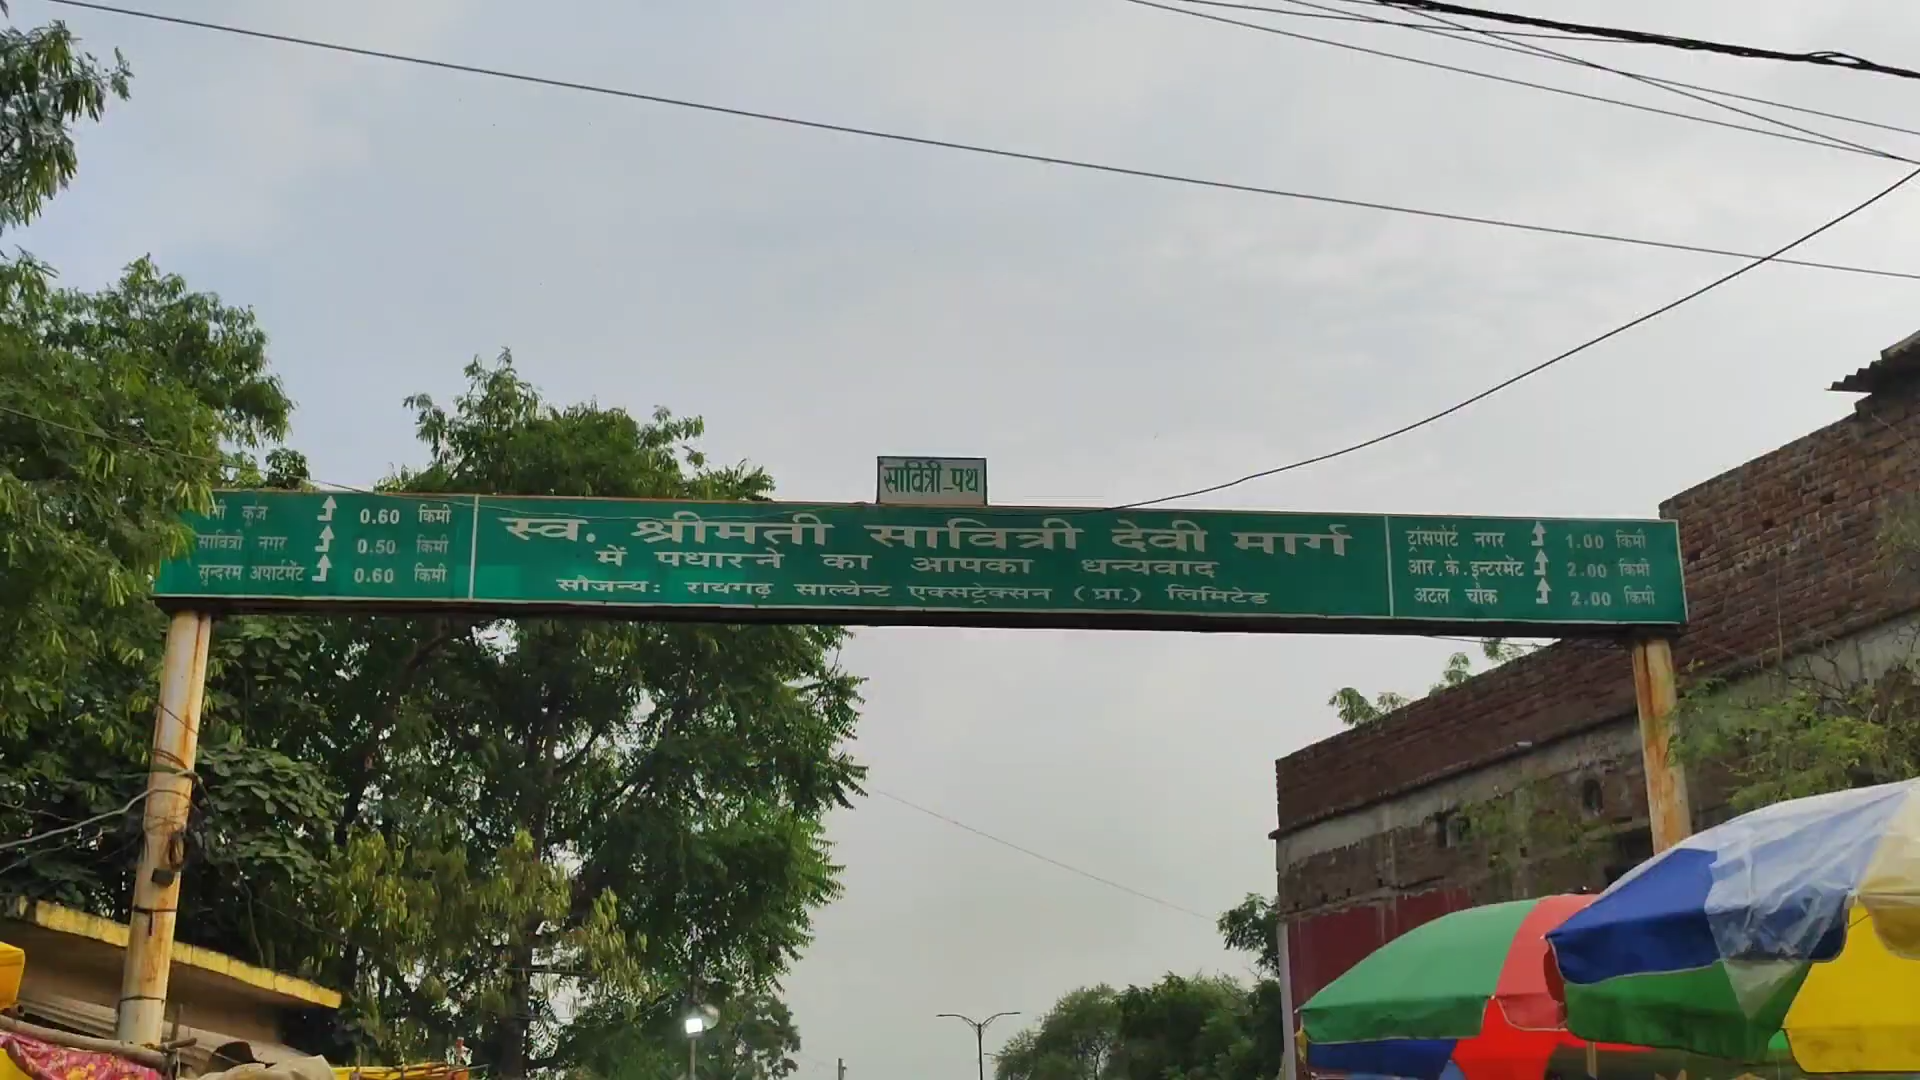 सावित्री-पथ
कुंज 0.60 किमी
सावित्री नगर 0.50 किमी
सुन्दरम अपार्टमेंट 0.60 किमी
स्व. श्रीमती सावित्री देवी मार्ग
में पधारने का आपका धन्यवाद
सौजन्य: रायगढ़ साल्वेन्ट एक्सट्रेक्सन (प्रा.) लिमिटेड
ट्रांसपोर्ट नगर 1.00 किमी
आर.के.इन्टरमेंट 2.00 किमी
अटल चौक 2.00 किमी